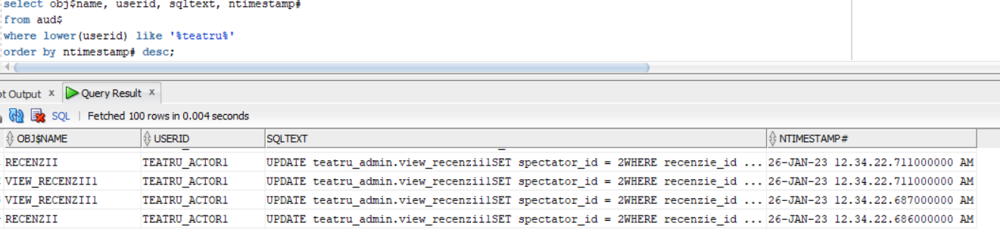 select obj$name, userid, sqltext, ntimestamp#
from aud$
where lower(userid) like '%teatru%'
order by ntimestamp# desc;
ot Output x Query Result x
SQL | Fetched 100 rows in 0.004 seconds
OBJ$NAME USERID SQLTEXT NTIMESTAMP#
RECENZII TEATRU_ACTOR1 UPDATE teatru_admin.view_recenzii1SET spectator_id = 2WHERE recenzie_id ... 26-JAN-23 12.34.22.711000000 AM
VIEW_RECENZII1 TEATRU_ACTOR1 UPDATE teatru_admin.view_recenzii1SET spectator_id = 2WHERE recenzie_id ... 26-JAN-23 12.34.22.711000000 AM
VIEW_RECENZII1 TEATRU_ACTOR1 UPDATE teatru_admin.view_recenzii1SET spectator_id = 2WHERE recenzie_id ... 26-JAN-23 12.34.22.687000000 AM
RECENZII TEATRU_ACTOR1 UPDATE teatru_admin.view_recenzii1SET spectator_id = 2WHERE recenzie_id ... 26-JAN-23 12.34.22.686000000 AM